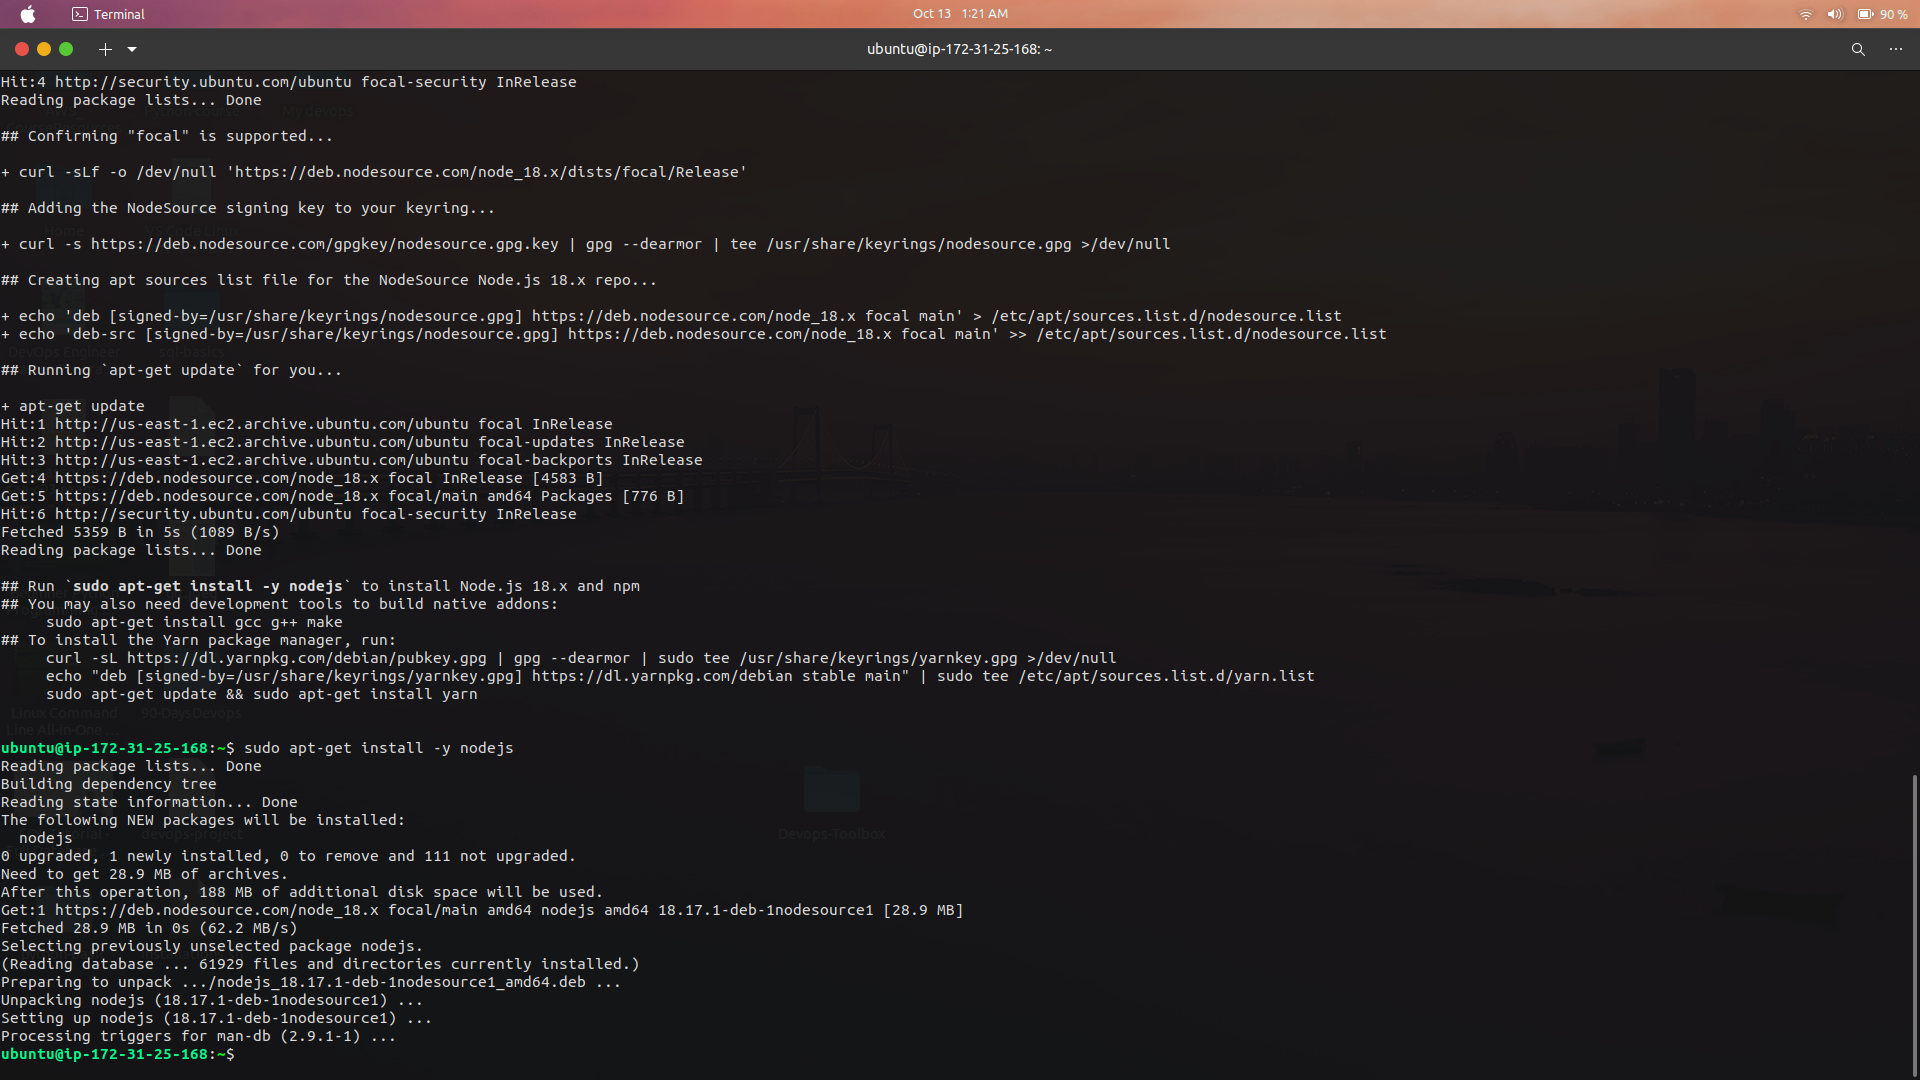 Terminal
Oct 13 1:21 AM
90 %
ubuntu@ip-172-31-25-168: ~
Hit:4 http://security.ubuntu.com/ubuntu focal-security InRelease
Reading package lists... Done
## Confirming "focal" is supported...
+ curl -sLf -o /dev/null 'https://deb.nodesource.com/node_18.x/dists/focal/Release'
## Adding the NodeSource signing key to your keyring...
+ curl -s https://deb.nodesource.com/gpgkey/nodesource.gpg.key | gpg --dearmor | tee /usr/share/keyrings/nodesource.gpg >/dev/null
## Creating apt sources list file for the NodeSource Node.js 18.x repo...
+ echo 'deb [signed-by=/usr/share/keyrings/nodesource.gpg] https://deb.nodesource.com/node_18.x focal main' > /etc/apt/sources.list.d/nodesource.list
+ echo 'deb-src [signed-by=/usr/share/keyrings/nodesource.gpg] https://deb.nodesource.com/node_18.x focal main' >> /etc/apt/sources.list.d/nodesource.list
## Running `apt-get update` for you...
+ apt-get update
Hit:1 http://us-east-1.ec2.archive.ubuntu.com/ubuntu focal InRelease
Hit:2 http://us-east-1.ec2.archive.ubuntu.com/ubuntu focal-updates InRelease
Hit:3 http://us-east-1.ec2.archive.ubuntu.com/ubuntu focal-backports InRelease
Get:4 https://deb.nodesource.com/node_18.x focal InRelease [4583 B]
Get:5 https://deb.nodesource.com/node_18.x focal/main amd64 Packages [776 B]
Hit:6 http://security.ubuntu.com/ubuntu focal-security InRelease
Fetched 5359 B in 5s (1089 B/s)
Reading package lists... Done
## Run `sudo apt-get install -y nodejs` to install Node.js 18.x and npm
## You may also need development tools to build native addons:
sudo apt-get install gcc g++ make
## To install the Yarn package manager, run:
curl -sL https://dl.yarnpkg.com/debian/pubkey.gpg | gpg --dearmor | sudo tee /usr/share/keyrings/yarnkey.gpg >/dev/null
echo "deb [signed-by=/usr/share/keyrings/yarnkey.gpg] https://dl.yarnpkg.com/debian stable main" | sudo tee /etc/apt/sources.list.d/yarn.list
sudo apt-get update && sudo apt-get install yarn
Linux Command 90-DaysDevops
Line All-in-One ...
ubuntu@ip-172-31-25-168:~$ sudo apt-get install -y nodejs
Reading package lists... Done
Building dependency tree
Reading state information... Done
The following NEW packages will be installed:
nodejs
devops-project Devops-Toolbox
0 upgraded, 1 newly installed, 0 to remove and 111 not upgraded.
Need to get 28.9 MB of archives.
After this operation, 188 MB of additional disk space will be used.
Get:1 https://deb.nodesource.com/node_18.x focal/main amd64 nodejs amd64 18.17.1-deb-1nodesource1 [28.9 MB]
Fetched 28.9 MB in 0s (62.2 MB/s)
Selecting previously unselected package nodejs.
(Reading database ... 61929 files and directories currently installed.)
Preparing to unpack .../nodejs_18.17.1-deb-1nodesource1_amd64.deb ...
Unpacking nodejs (18.17.1-deb-1nodesource1) ...
Setting up nodejs (18.17.1-deb-1nodesource1) ...
Processing triggers for man-db (2.9.1-1) ...
ubuntu@ip-172-31-25-168:~$